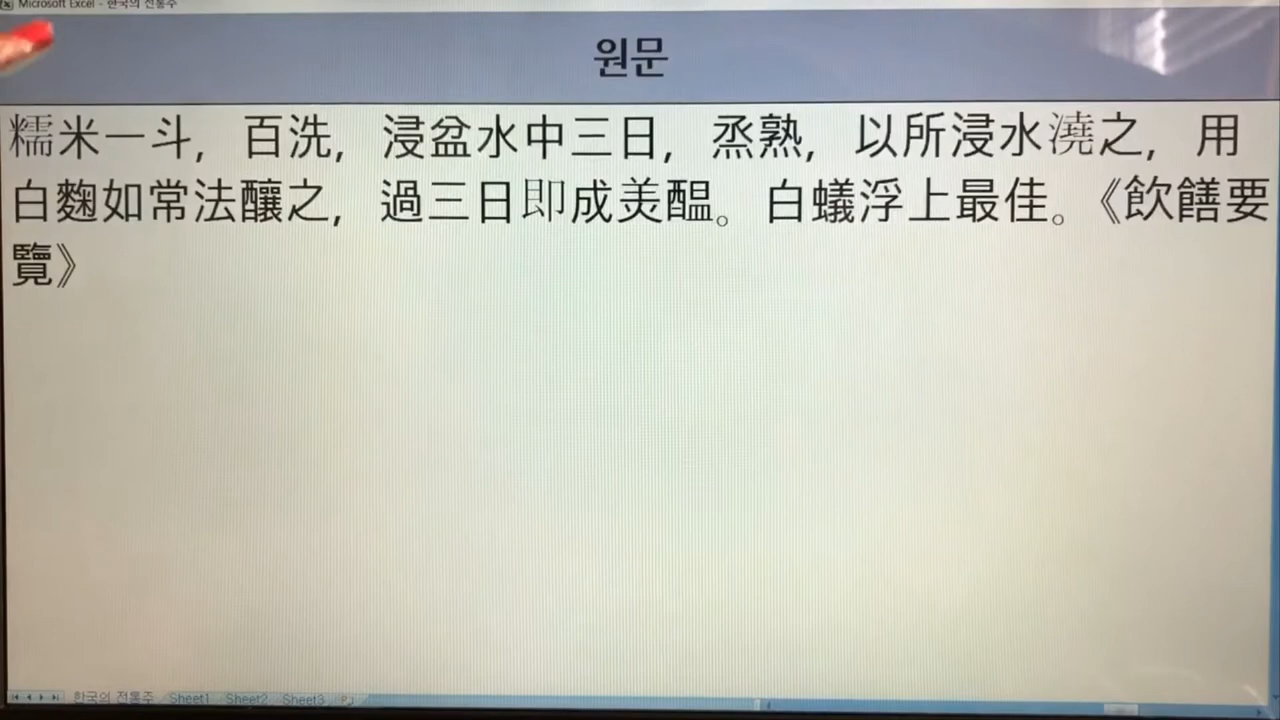 Microsoft Excel - 한국의 전통주
원문
糯米一斗, 百洗, 浸盆水中三日, 烝熟, 以所浸水澆之, 用
白麴如常法釀之, 過三日即成美醞。白蟻浮上最佳。《飮饍要
覽》
한국의 전통주 Sheet1 Sheet2 Sheet3